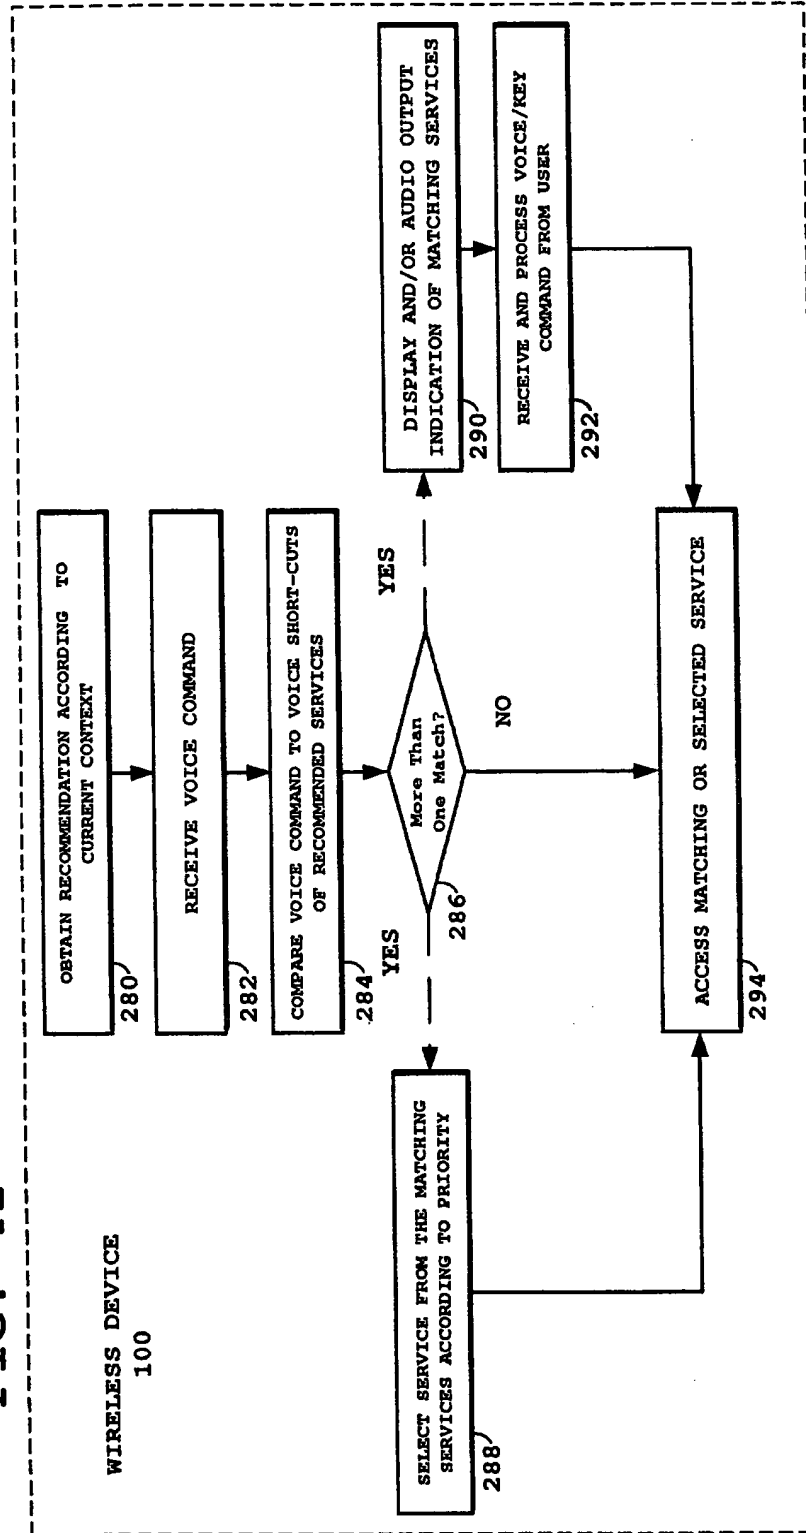 WIRELESS DEVICE
100
OBTAIN RECOMMENDATION ACCORDING TO
CURRENT CONTEXT
280
RECEIVE VOICE COMMAND
282
COMPARE VOICE COMMAND TO VOICE SHORT-CUTS
OF RECOMMENDED SERVICES
284
More Than
One Match?
286
YES
YES
NO
SELECT SERVICE FROM THE MATCHING
SERVICES ACCORDING TO PRIORITY
288
DISPLAY AND/OR AUDIO OUTPUT
INDICATION OF MATCHING SERVICES
290
RECEIVE AND PROCESS VOICE/KEY
COMMAND FROM USER
292
ACCESS MATCHING OR SELECTED SERVICE
294